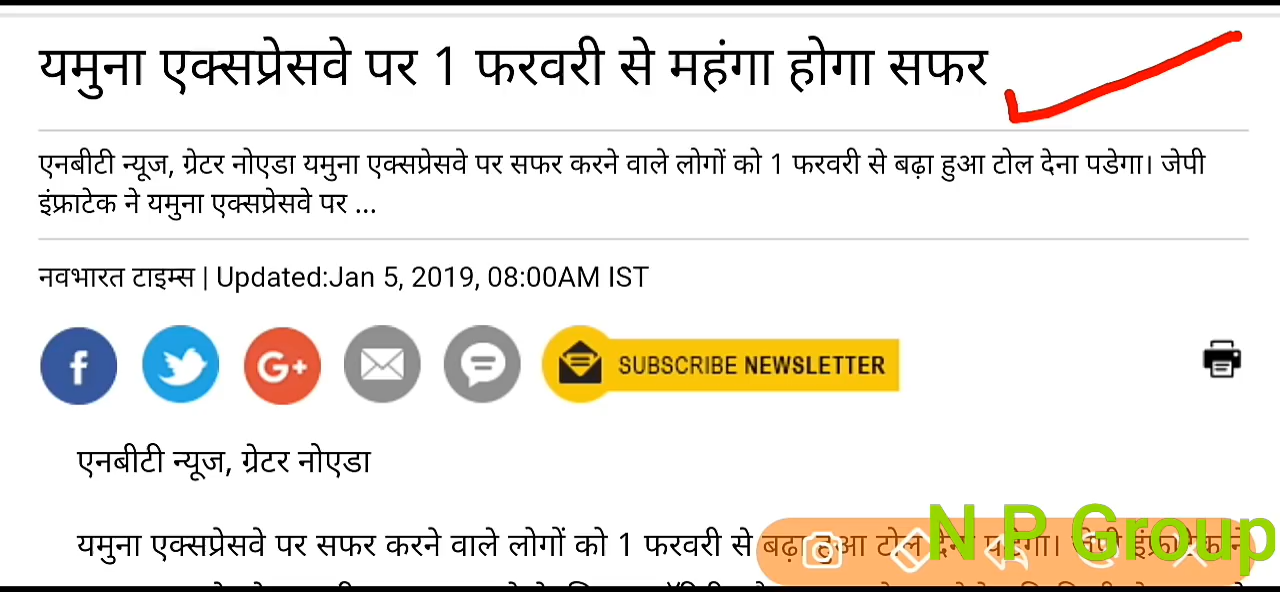 यमुना एक्सप्रेसवे पर 1 फरवरी से महंगा होगा सफर
एनबीटी न्यूज, ग्रेटर नोएडा यमुना एक्सप्रेसवे पर सफर करने वाले लोगों को 1 फरवरी से बढ़ा हुआ टोल देना पडेगा। जेपी
इंफ्राटेक ने यमुना एक्सप्रेसवे पर ...
नवभारत टाइम्स | Updated:Jan 5, 2019, 08:00AM IST
f G+ SUBSCRIBE NEWSLETTER
एनबीटी न्यूज, ग्रेटर नोएडा
N P Group
यमुना एक्सप्रेसवे पर सफर करने वाले लोगों को 1 फरवरी से बढ़ा हुआ टोल देना पडेगा। जेपी इंफ्राटेक ने